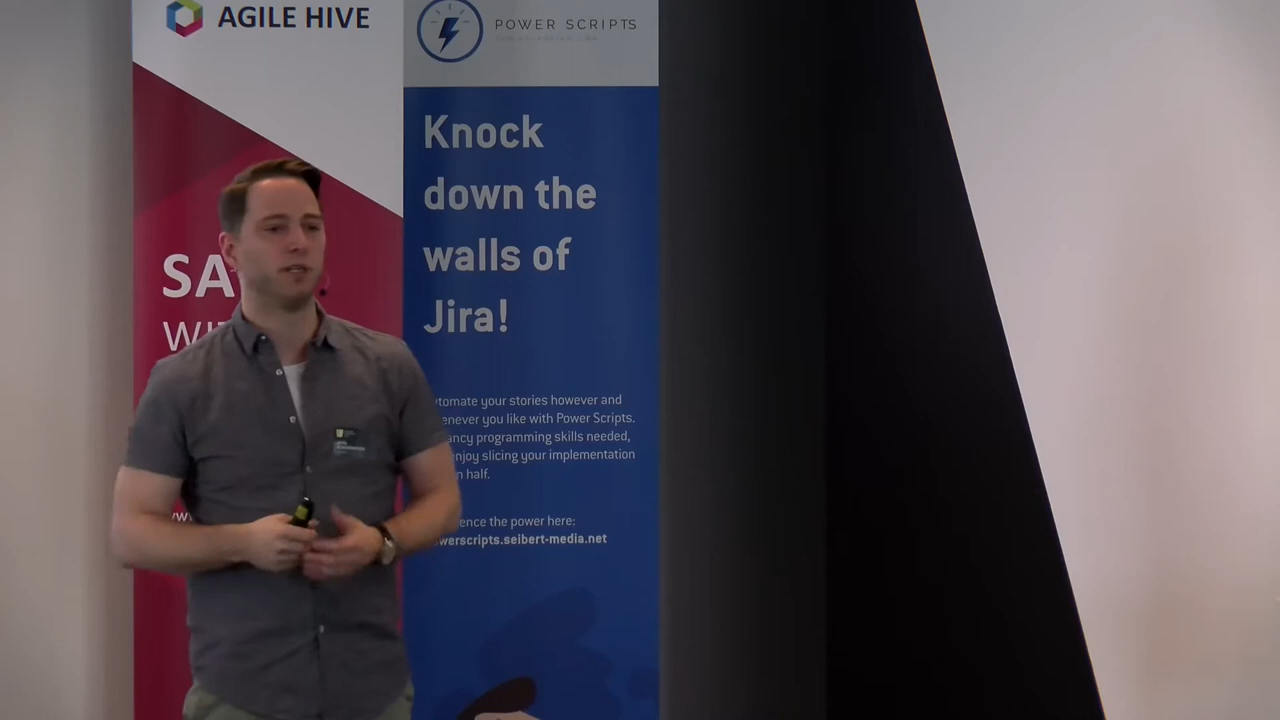 AGILE HIVE
POWER SCRIPTS
SA
WIT
Knock
down the
walls of
Jira!
tomate your stories however and
enever you like with Power Scripts.
ancy programming skills needed,
enjoy slicing your implementation
n half.
ence the power here:
werscripts.seibert-media.net